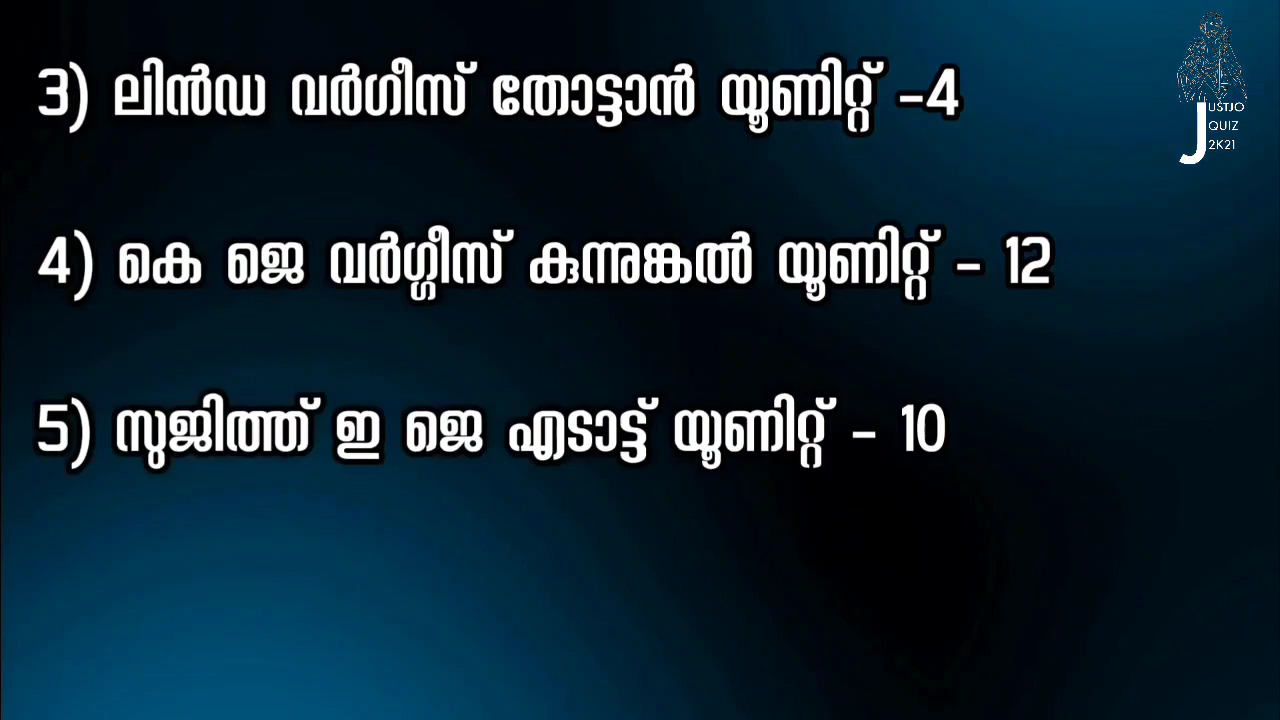 3) ലിൻഡ വർഗീസ് തോട്ടാൻ യൂണിറ്റ് -4
4) കെ ജെ വർഗ്ഗീസ് കുന്നുങ്കൽ യൂണിറ്റ് - 12
5) സുജിത്ത് ഇ ജെ എടാട്ട് യൂണിറ്റ് - 10
JUSTJO
QUIZ
2K21